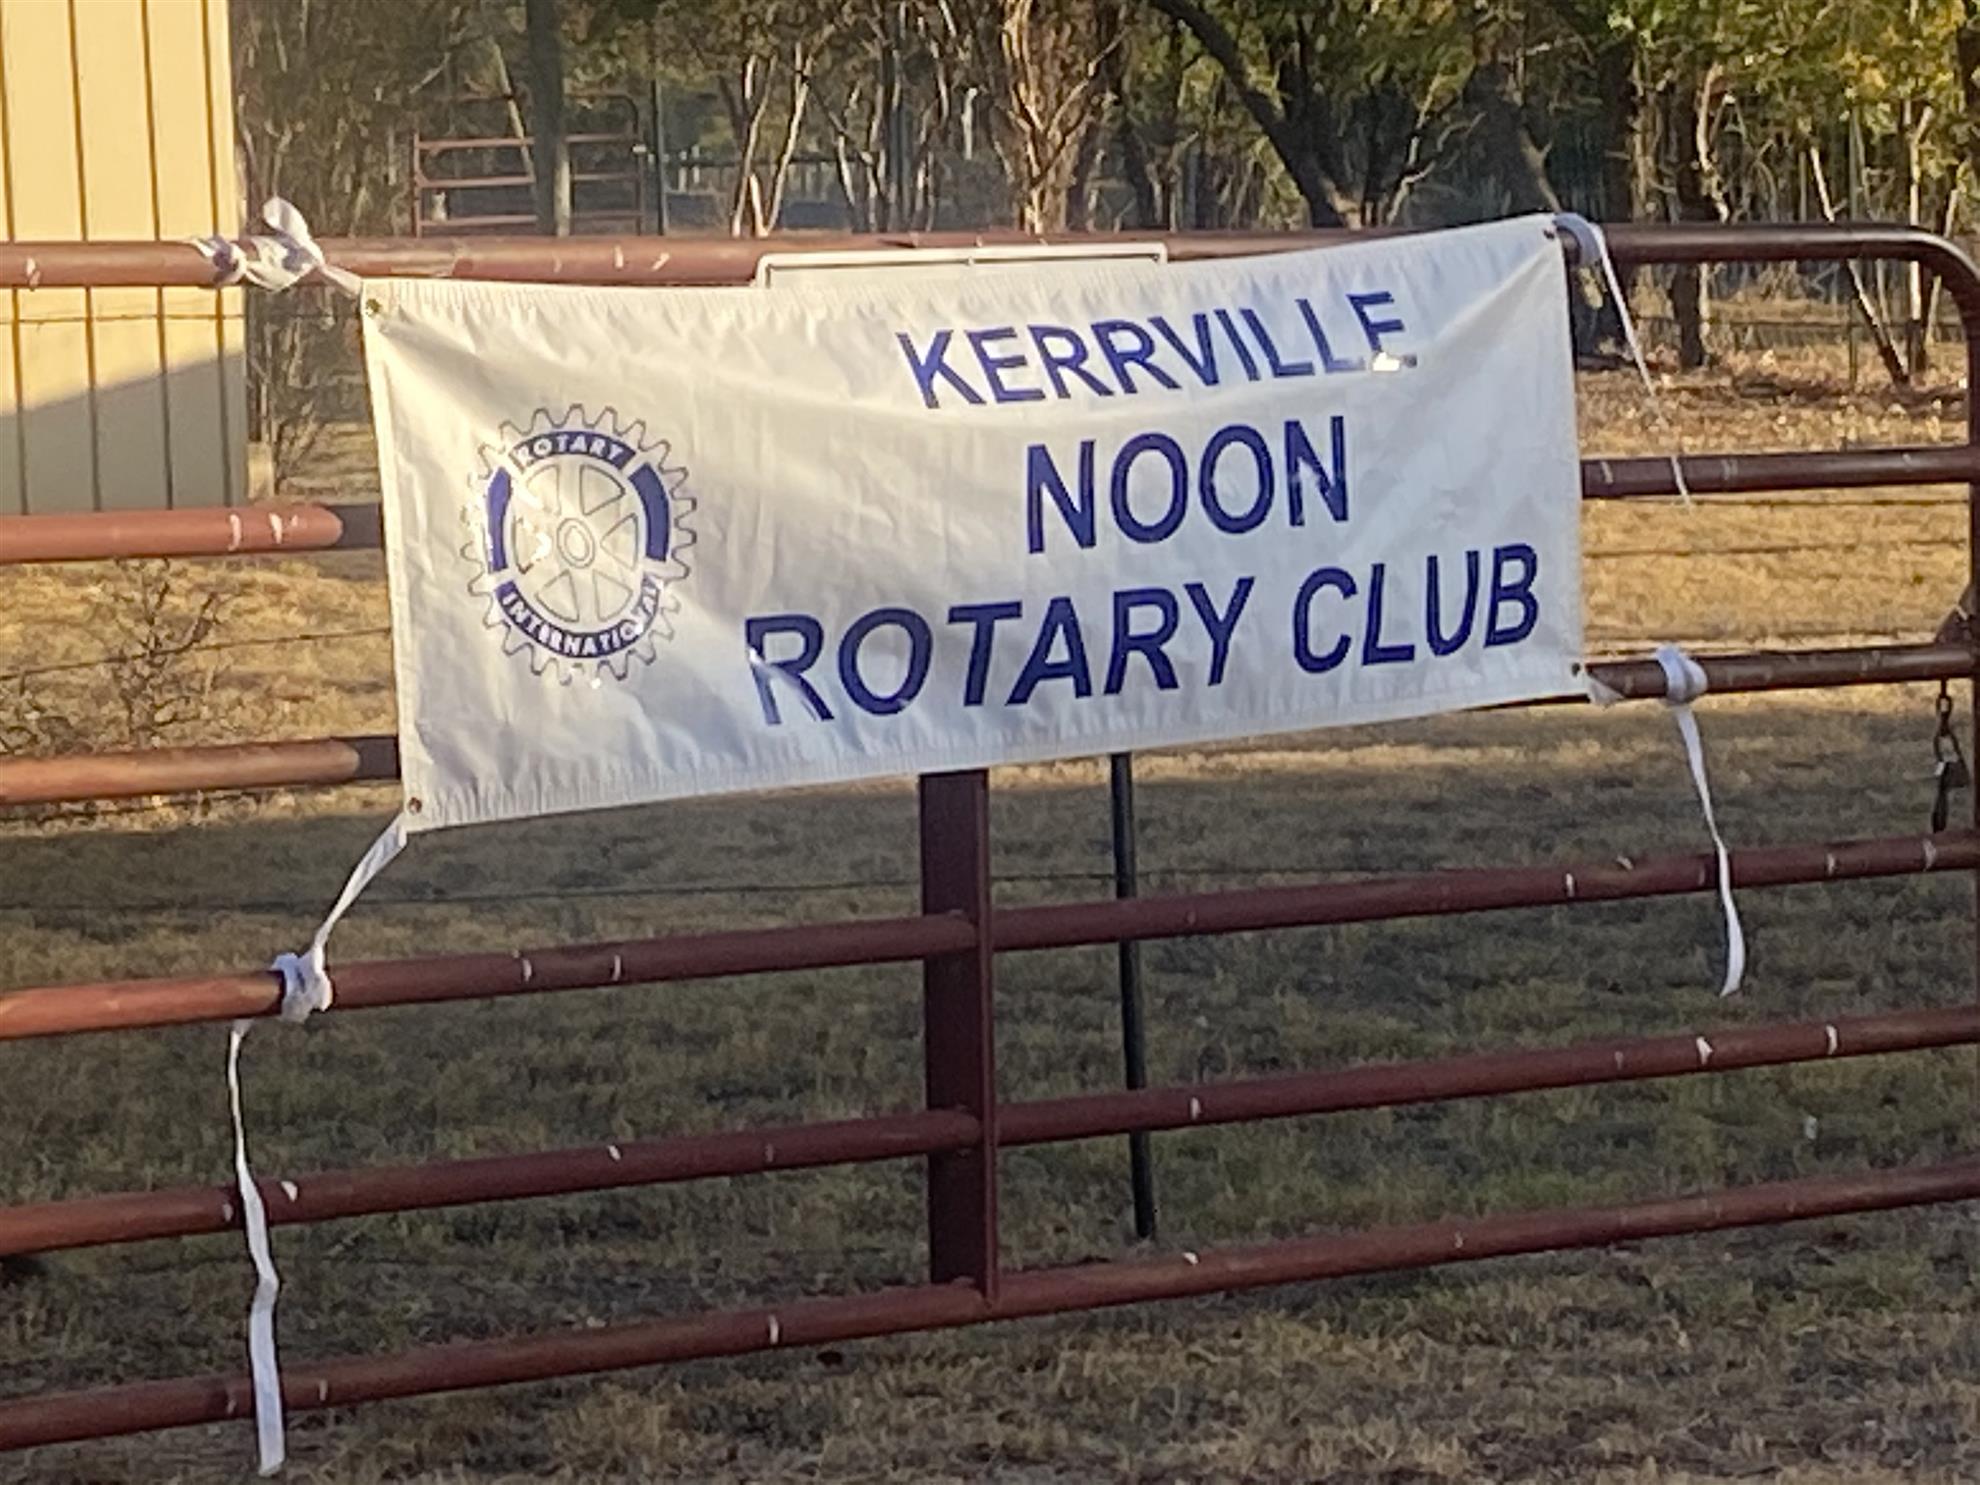 KERRVILLE
NOON
ROTARY CLUB
ROTARY
INTERNATIONAL